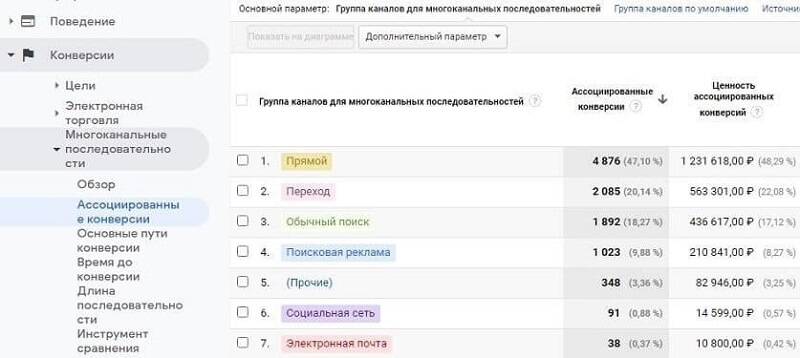 Основной параметр: Группа каналов для многоканальных последовательностей Группа каналов по умолчанию Источни
Поведение
Показать на диаграмме Дополнительный параметр
Конверсии
Цели
Электронная
торговля
Многоканальные
последовательно
сти
Обзор
Ассоциированны
е конверсии
Основные пути
конверсии
Время до
конверсии
Длина
последовательно
сти
Инструмент
сравнения
Группа каналов для многоканальных последовательностей ?
Ассоциированные
конверсии ?
Ценность
ассоциированных
конверсий ?
1. Прямой 4 876 (47,10 %) 1 231 618,00 ₽ (48,29 %)
2. Переход 2 085 (20,14 %) 563 301,00 ₽ (22,08 %)
3. Обычный поиск 1 892 (18,27 %) 436 617,00 ₽ (17,12 %)
4. Поисковая реклама 1 023 (9,88 %) 210 841,00 ₽ (8,27 %)
5. (Прочие) 348 (3,36 %) 82 946,00 ₽ (3,25 %)
6. Социальная сеть 91 (0,88 %) 14 599,00 ₽ (0,57 %)
7. Электронная почта 38 (0,37 %) 10 800,00 ₽ (0,42 %)